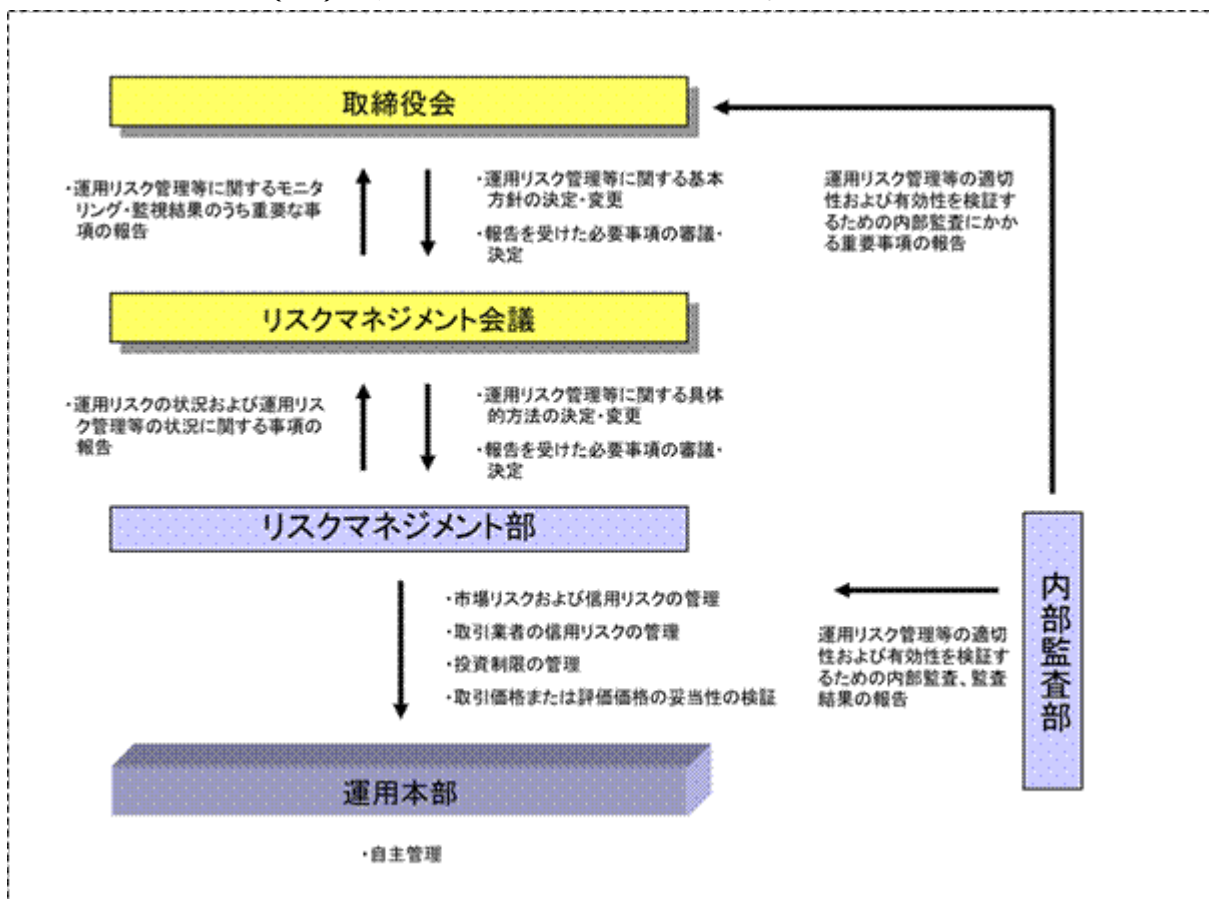 取締役会
・運用リスク管理等に関するモニ
タリング・監視結果のうち重要な事
項の報告
・運用リスク管理等に関する基本
方針の決定・変更
・報告を受けた必要事項の審議・
決定
運用リスク管理等の適切
性および有効性を検証す
るための内部監査にかか
る重要事項の報告
リスクマネジメント会議
・運用リスクの状況および運用リス
ク管理等の状況に関する事項の
報告
・運用リスク管理等に関する具体
的方法の決定・変更
・報告を受けた必要事項の審議・
決定
リスクマネジメント部
・市場リスクおよび信用リスクの管理
・取引業者の信用リスクの管理
・投資制限の管理
・取引価格または評価価格の妥当性の検証
運用リスク管理等の適切
性および有効性を検証す
るための内部監査、監査
結果の報告
内部監査部
運用本部
・自主管理